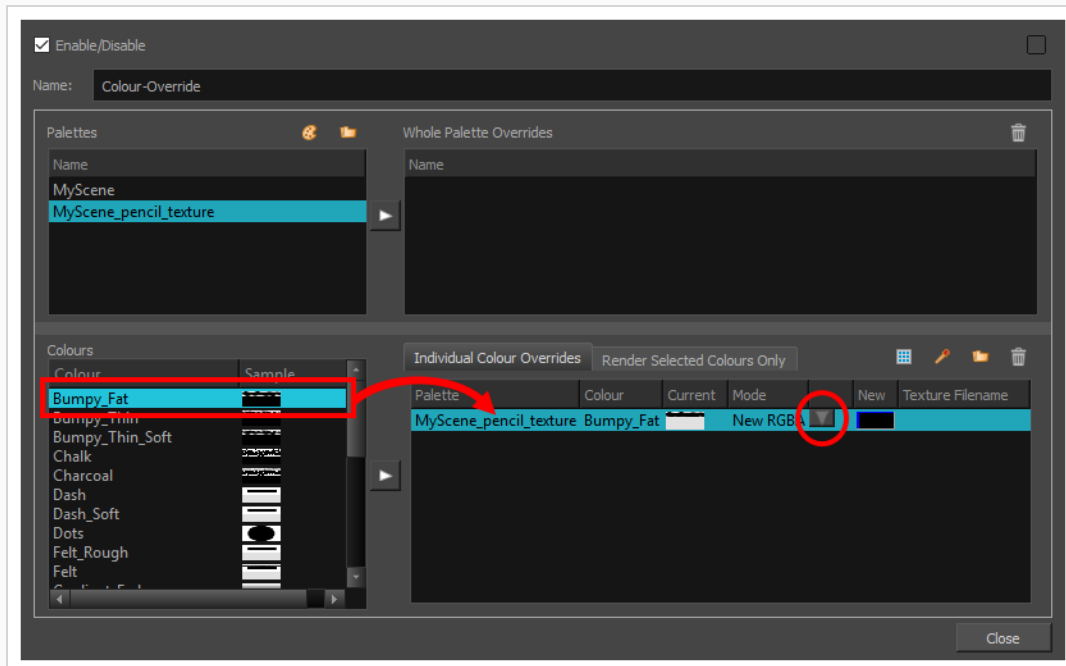 Enable/Disable
Name: Colour-Override
Palettes
Whole Palette Overrides
Name
Name
MyScene
MyScene_pencil_texture
Colours
Individual Colour Overrides
Render Selected Colours Only
Colour Sample
Palette Colour Current Mode New Texture Filename
Bumpy_Fat
MyScene_pencil_texture Bumpy_Fat New RGBA
Bumpy_Thin
Bumpy_Thin_Soft
Chalk
Charcoal
Dash
Dash_Soft
Dots
Felt_Rough
Felt
Close